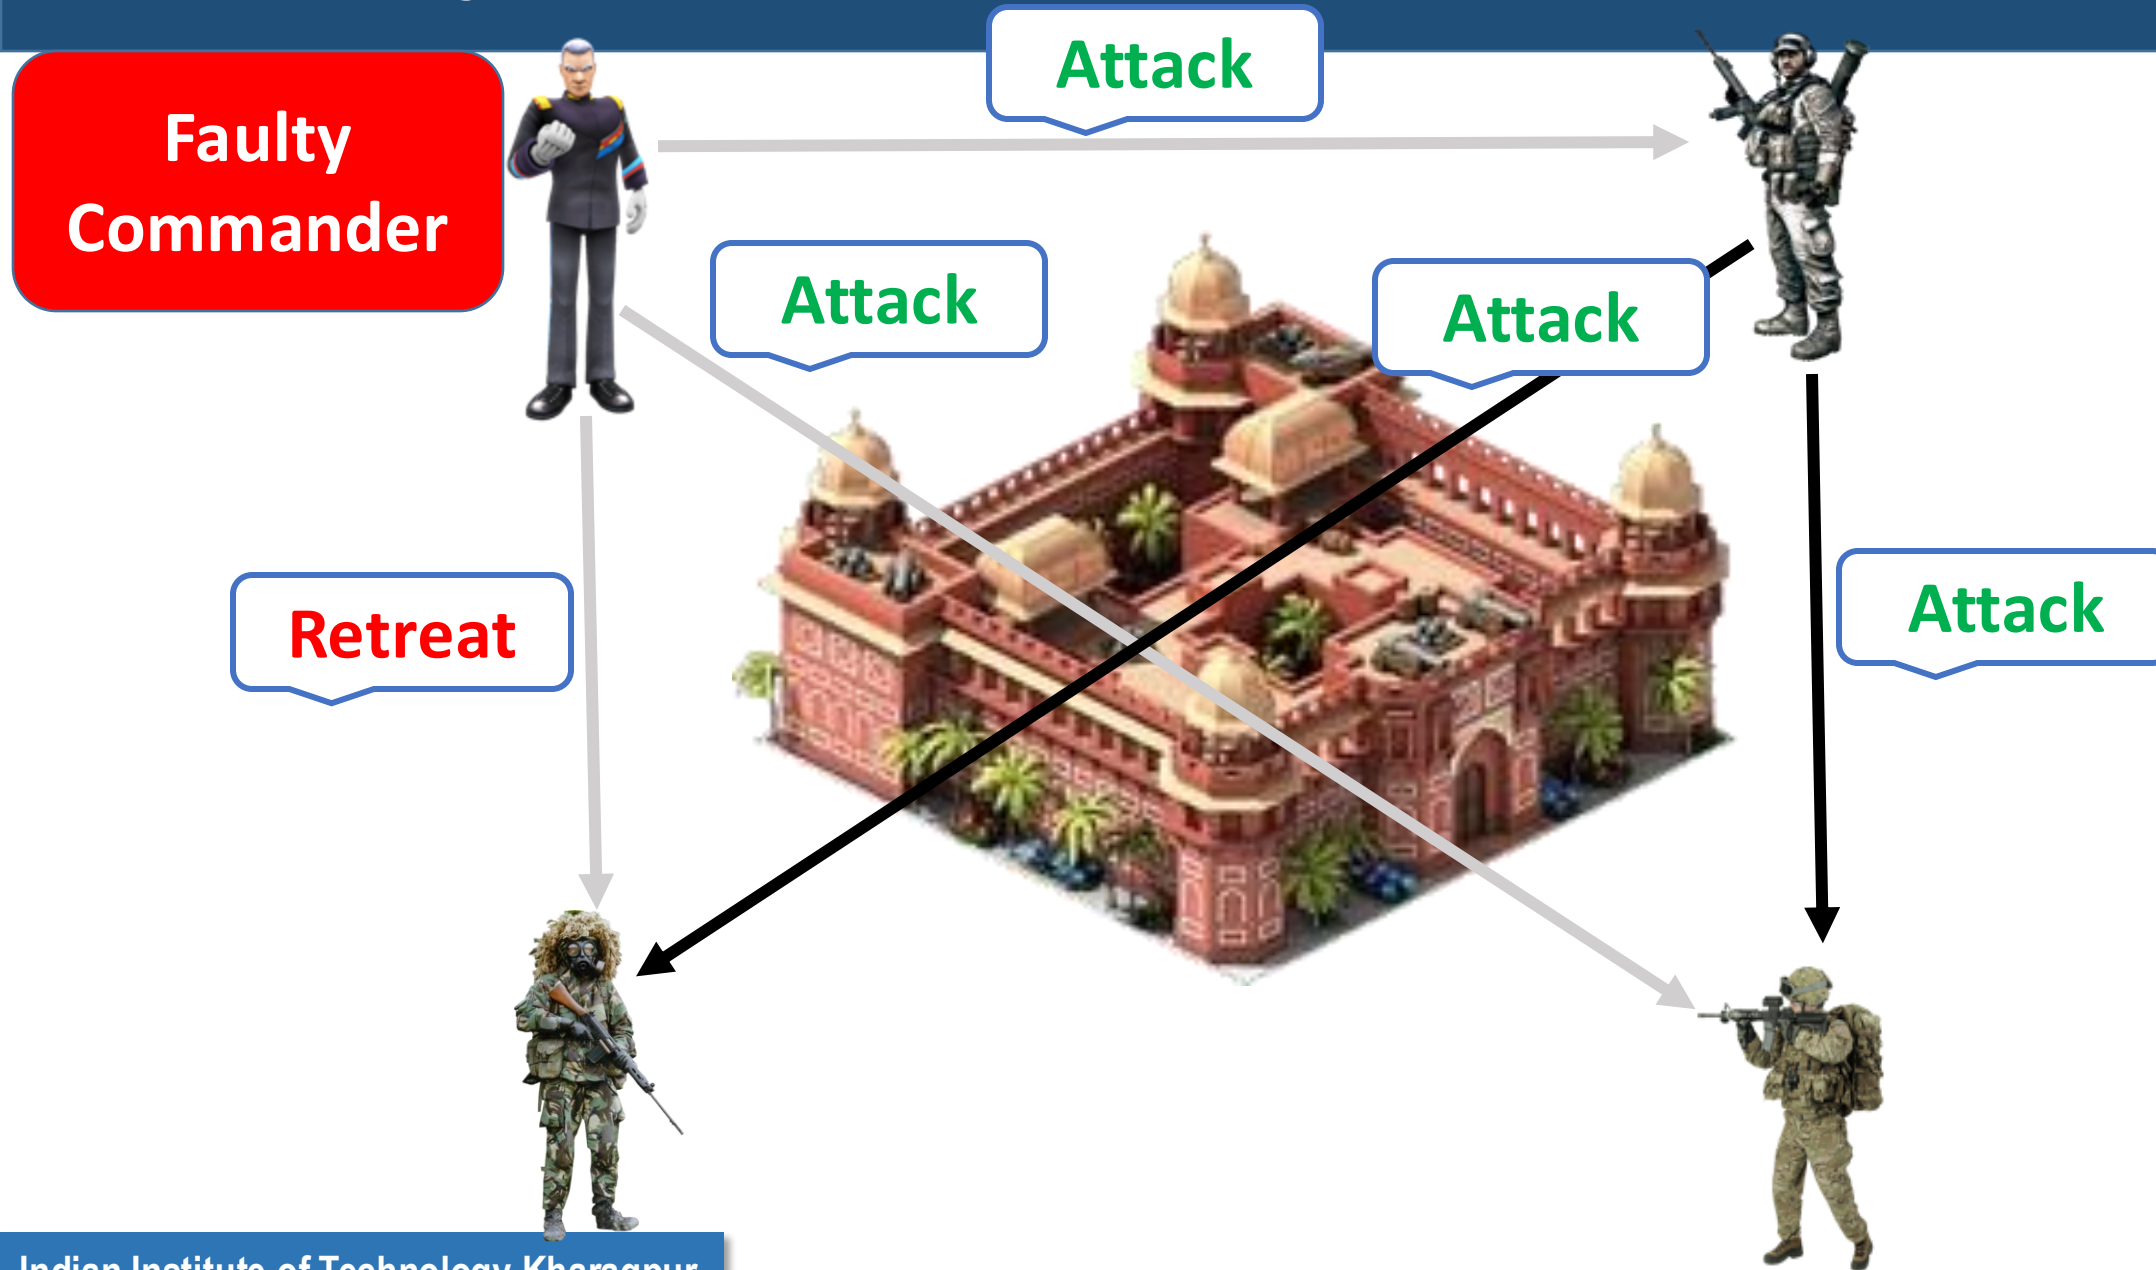 Attack
Faulty
Commander
Attack
Attack
Retreat
Attack
Indian Institute of Technology Kharagpur